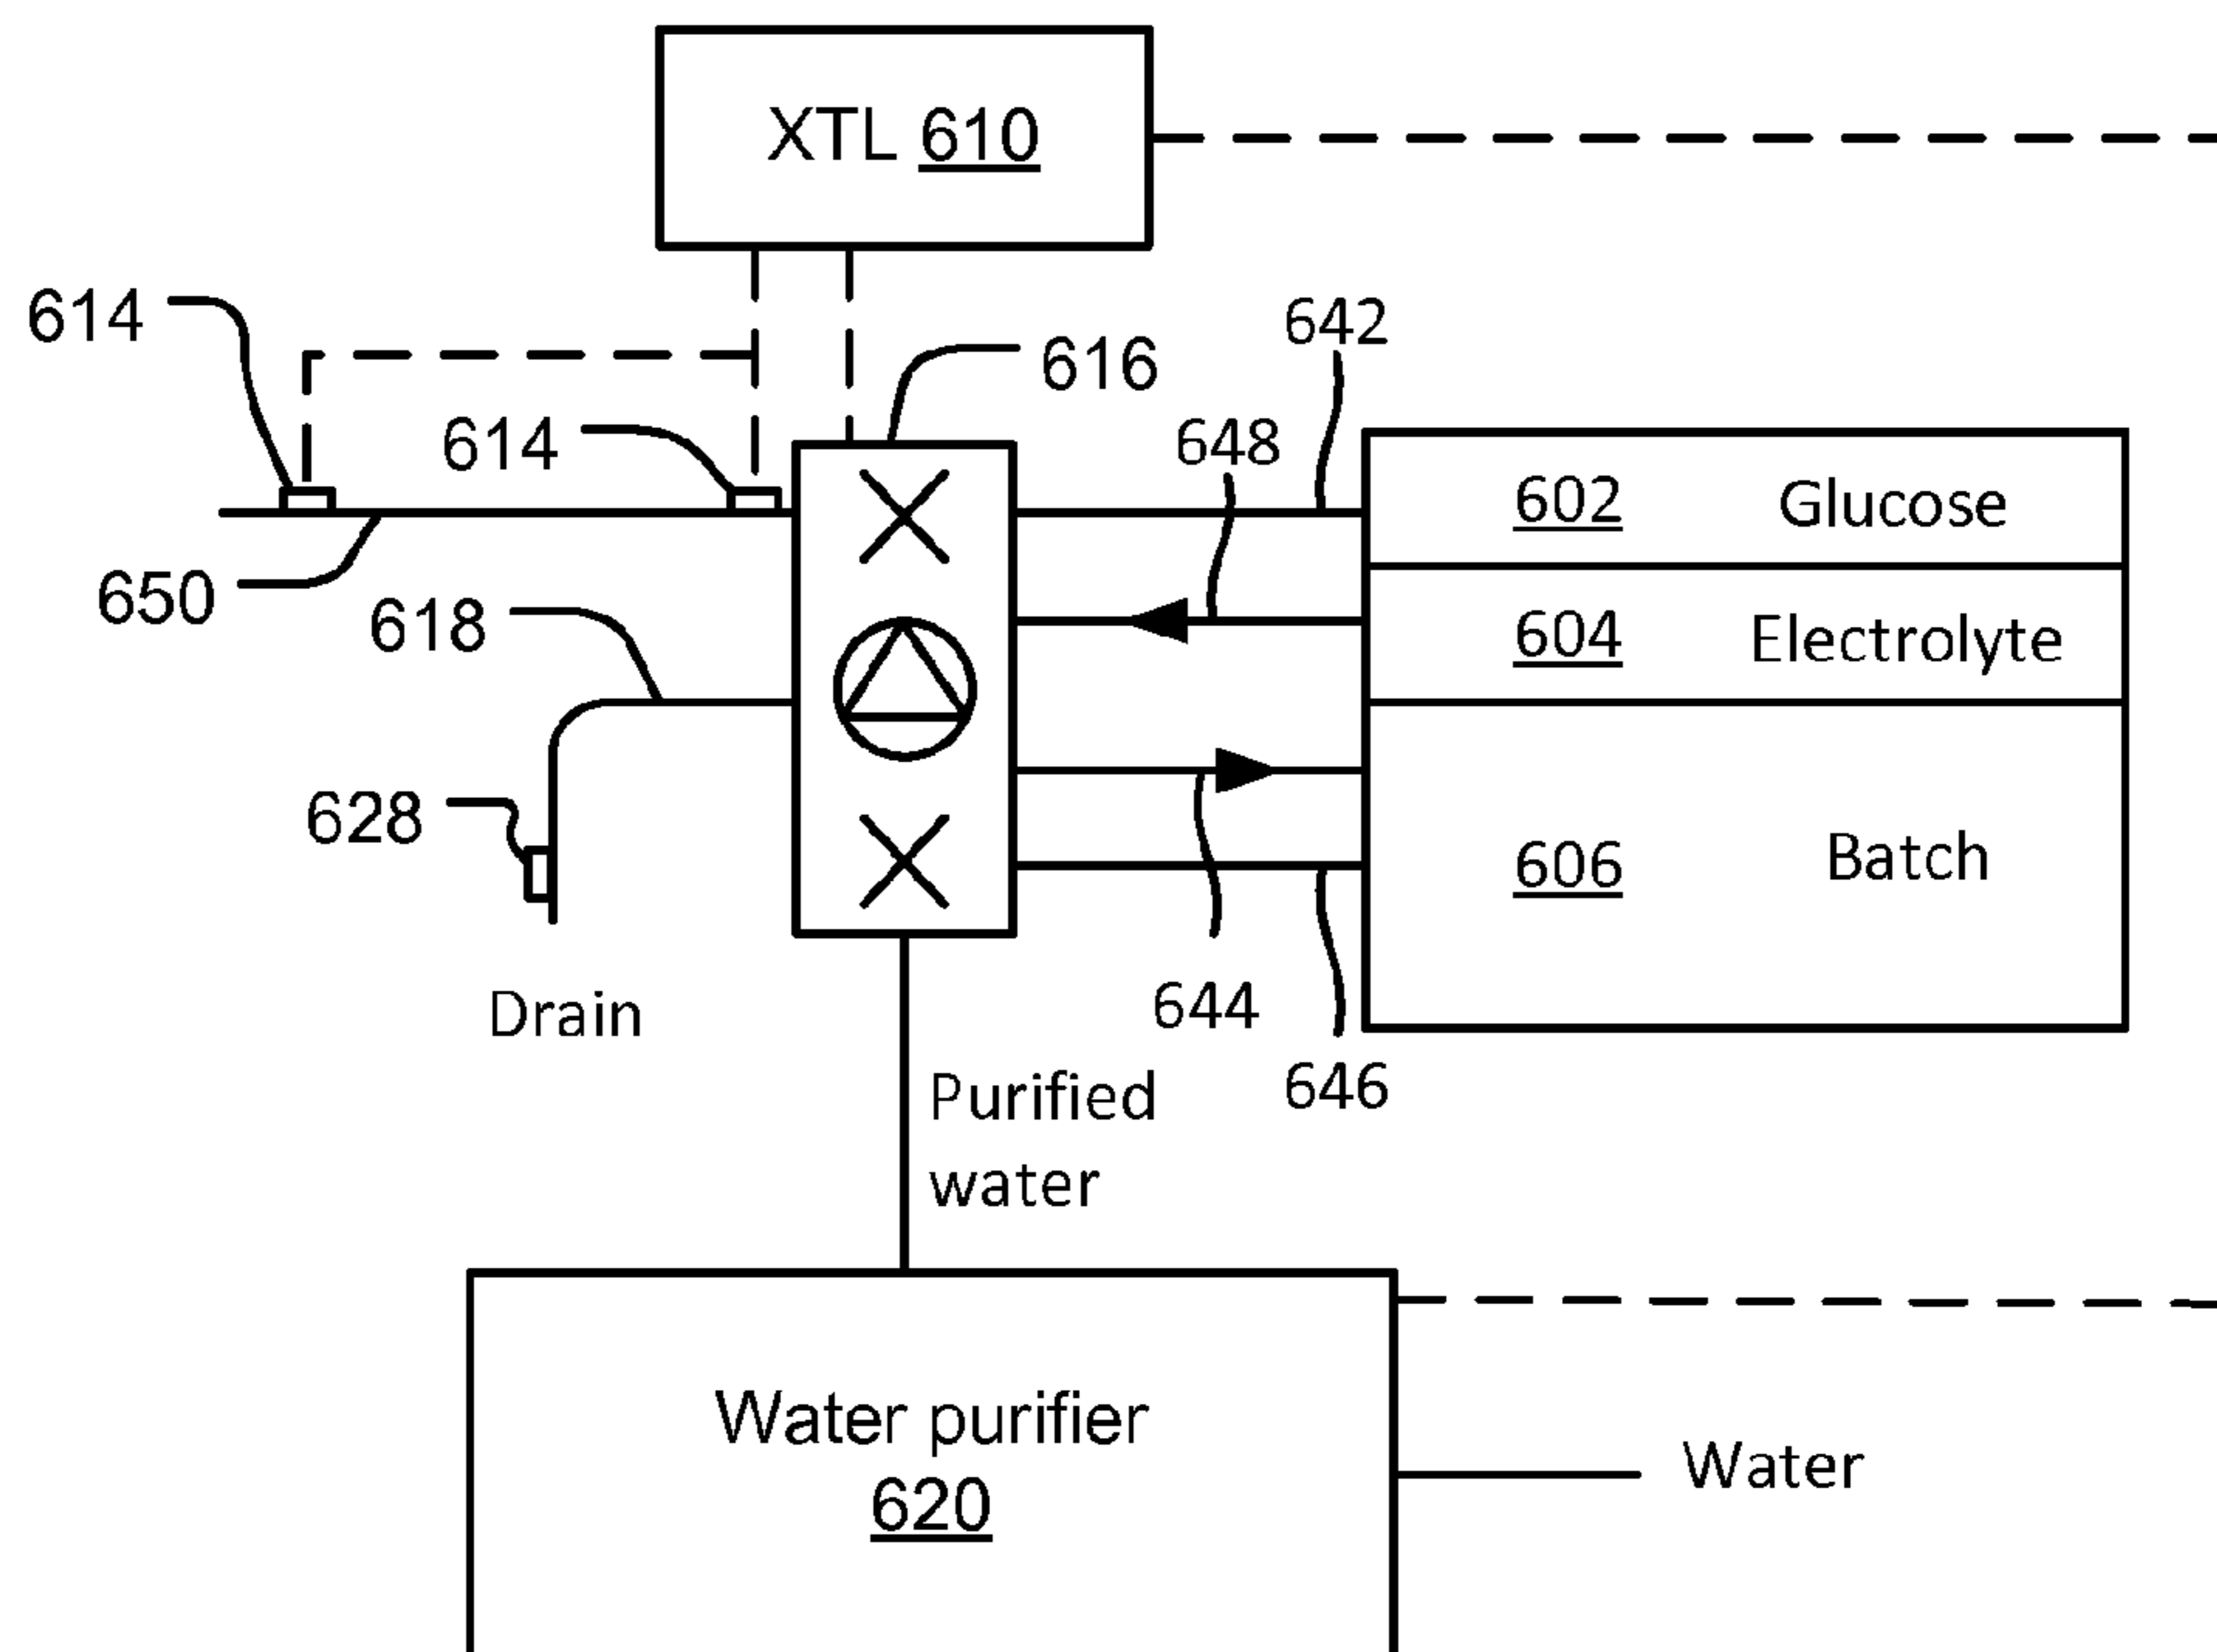 XTL 610
614
642
616
614
648
602 Glucose
650
618
604 Electrolyte
628
606 Batch
Drain
644
646
Purified
water
Water purifier
620
Water